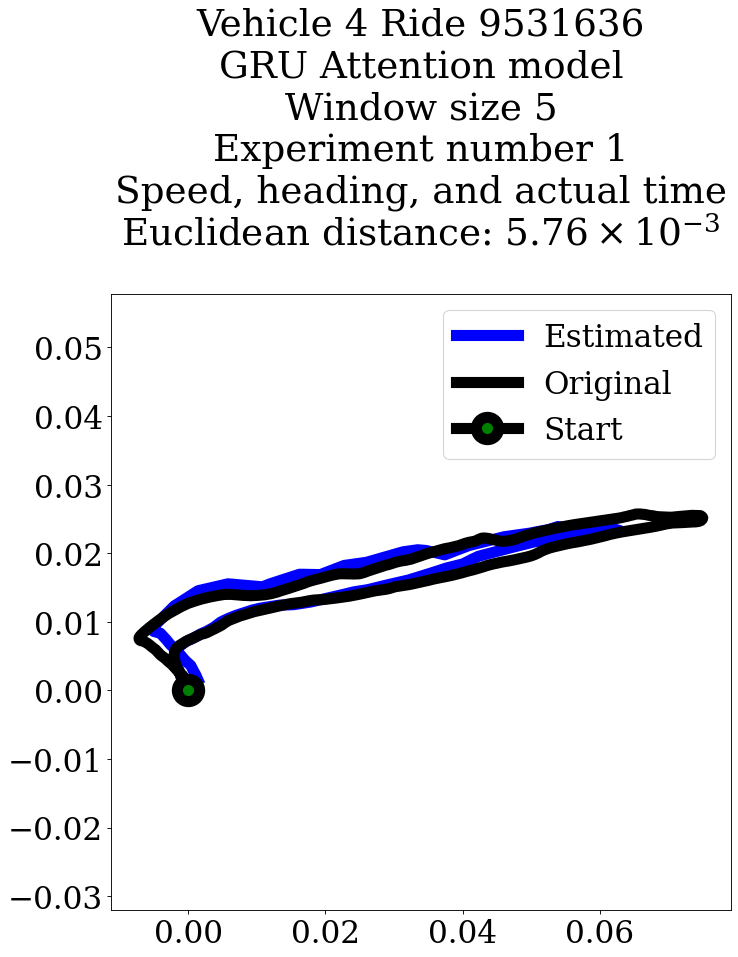 Vehicle 4 Ride 9531636
GRU Attention model
Window size 5
Experiment number 1
Speed, heading, and actual time
Euclidean distance: 5.76 × 10⁻³
Estimated
Original
Start
0.05
0.04
0.03
0.02
0.01
0.00
−0.01
−0.02
−0.03
0.00 0.02 0.04 0.06